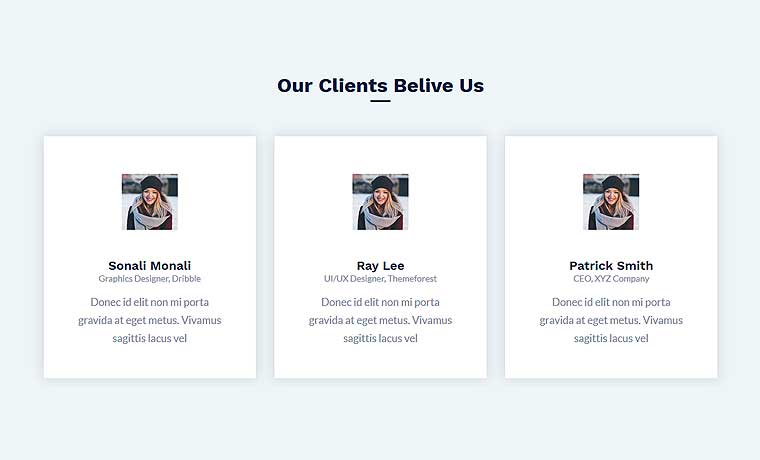 Our Clients Belive Us
Sonali Monali
Graphics Designer, Dribble
Donec id elit non mi porta
gravida at eget metus. Vivamus
sagittis lacus vel
Ray Lee
UI/UX Designer, Themeforest
Donec id elit non mi porta
gravida at eget metus. Vivamus
sagittis lacus vel
Patrick Smith
CEO, XYZ Company
Donec id elit non mi porta
gravida at eget metus. Vivamus
sagittis lacus vel